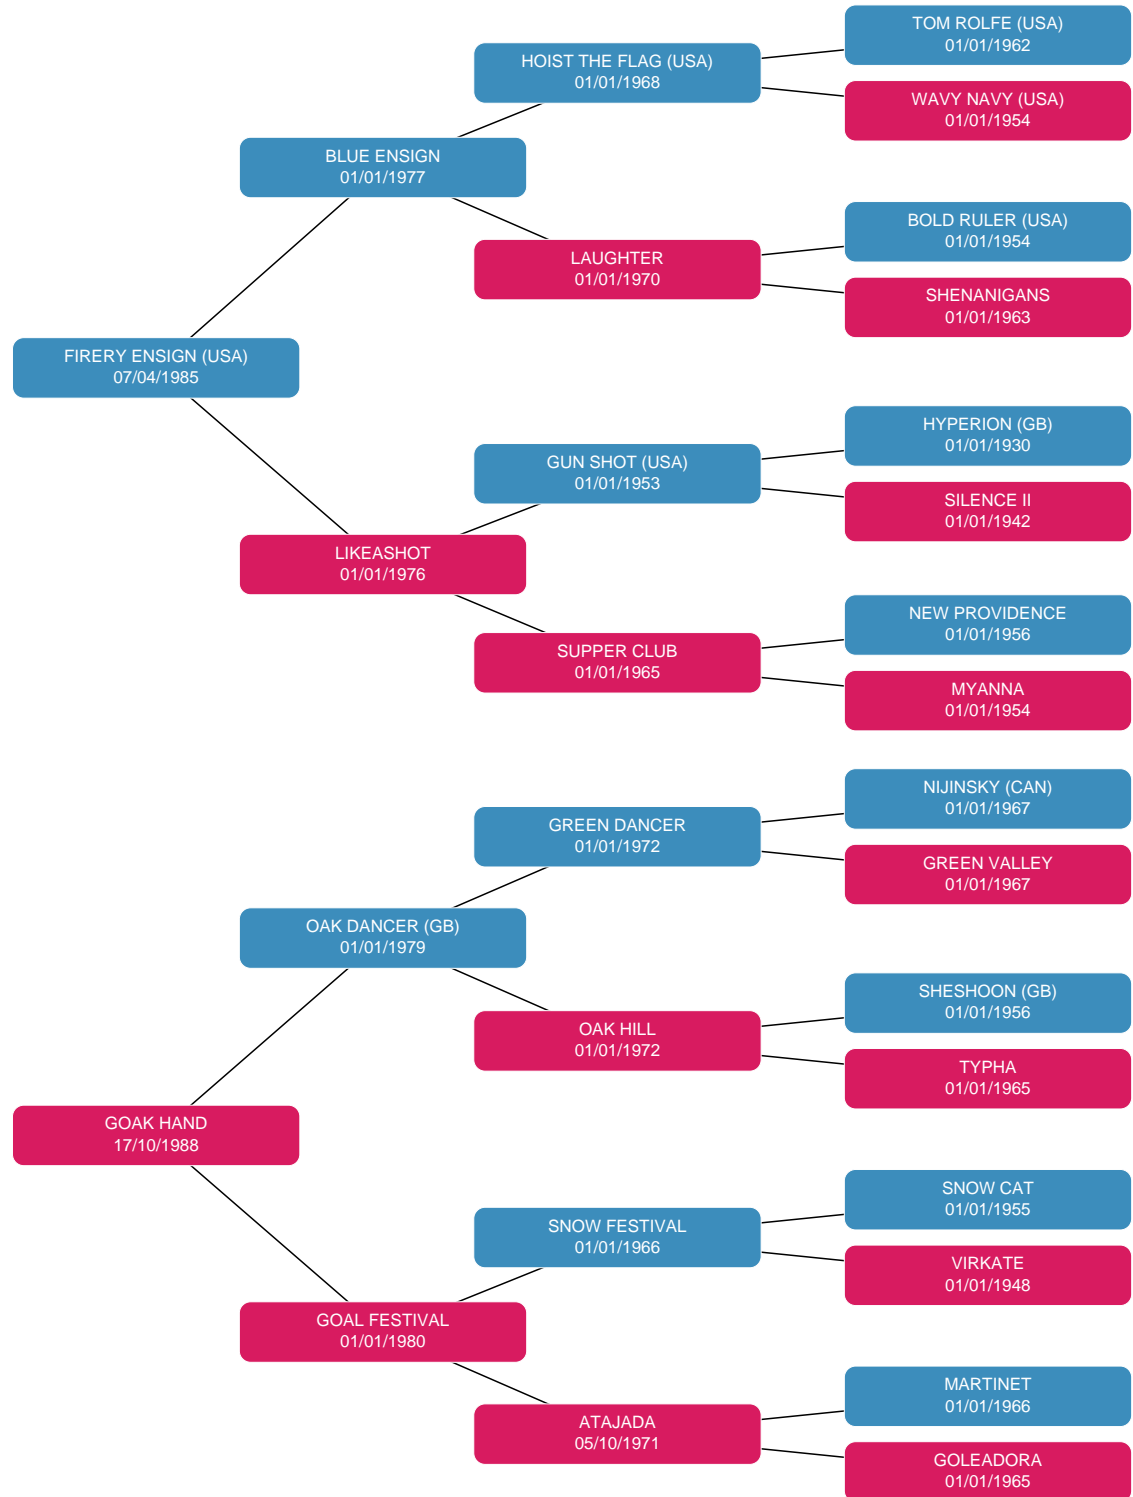 TOM ROLFE (USA)
01/01/1962
HOIST THE FLAG (USA)
01/01/1968
WAVY NAVY (USA)
01/01/1954
BLUE ENSIGN
01/01/1977
BOLD RULER (USA)
01/01/1954
LAUGHTER
01/01/1970
SHENANIGANS
01/01/1963
FIRERY ENSIGN (USA)
07/04/1985
HYPERION (GB)
01/01/1930
GUN SHOT (USA)
01/01/1953
SILENCE II
01/01/1942
LIKEASHOT
01/01/1976
NEW PROVIDENCE
01/01/1956
SUPPER CLUB
01/01/1965
MYANNA
01/01/1954
NIJINSKY (CAN)
01/01/1967
GREEN DANCER
01/01/1972
GREEN VALLEY
01/01/1967
OAK DANCER (GB)
01/01/1979
SHESHOON (GB)
01/01/1956
OAK HILL
01/01/1972
TYPHA
01/01/1965
GOAK HAND
17/10/1988
SNOW CAT
01/01/1955
SNOW FESTIVAL
01/01/1966
VIRKATE
01/01/1948
GOAL FESTIVAL
01/01/1980
MARTINET
01/01/1966
ATAJADA
05/10/1971
GOLEADORA
01/01/1965